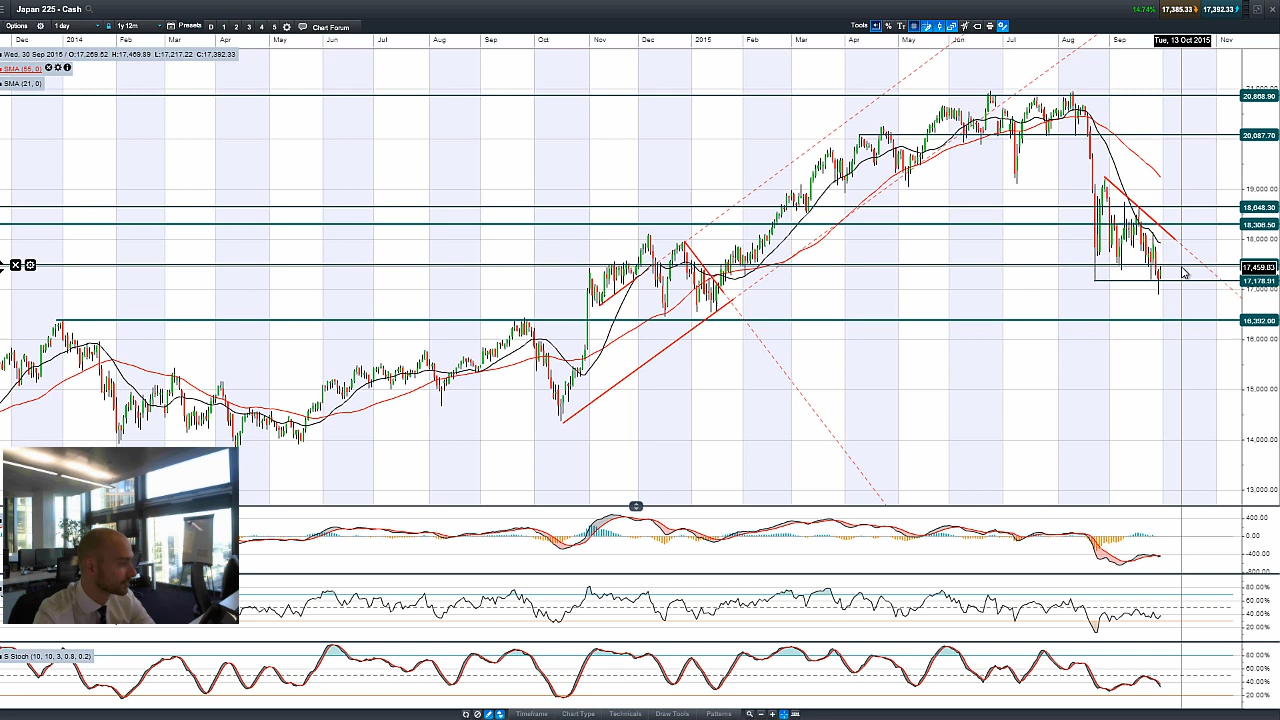 Japan 225 - Cash
14.74% 17,385.33 17,392.33
Options 1 day 1y 12m Presets D 1 2 3 4 5 Chart Forum Tools
Dec 2014 Feb Mar Apr May Jun Jul Aug Sep Oct Nov Dec 2015 Feb Mar Apr May Jun Jul Aug Sep Tue, 13 Oct 2015 Nov
Wed, 30 Sep 2015 O:17,269.62 H:17,469.89 L:17,217.22 C:17,392.33
SMA (55, 0)
SMA (21, 0)
20,868.90
20,087.70
19,000.00
18,648.30
18,308.50
18,000.00
17,459.83
17,178.91
17,000.00
16,392.00
16,000.00
15,000.00
14,000.00
13,000.00
400.00
0.00
-400.00
-800.00
80.00%
60.00%
40.00%
20.00%
S Stoch (10, 10, 3, 0.8, 0.2)
80.00%
60.00%
40.00%
20.00%
Timeframe Chart Type Technicals Draw Tools Patterns